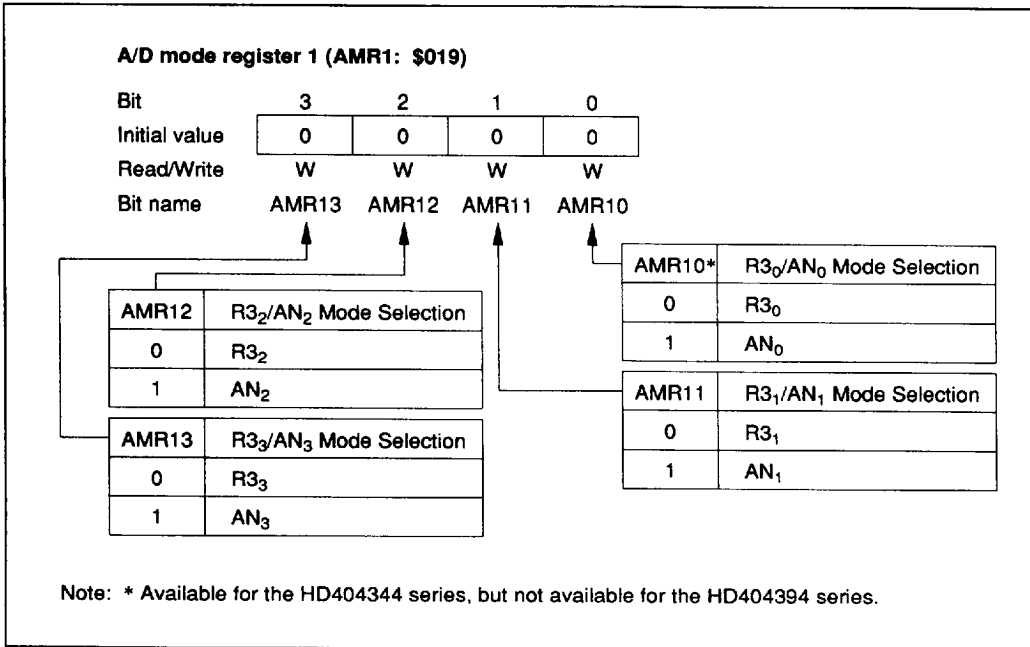 A/D mode register 1 (AMR1: $019)
Bit 3 2 1 0
Initial value 0 0 0 0
Read/Write W W W W
Bit name AMR13 AMR12 AMR11 AMR10
AMR12 R3₂/AN₂ Mode Selection
0 R3₂
1 AN₂
AMR13 R3₃/AN₃ Mode Selection
0 R3₃
1 AN₃
AMR10* R3₀/AN₀ Mode Selection
0 R3₀
1 AN₀
AMR11 R3₁/AN₁ Mode Selection
0 R3₁
1 AN₁
Note: * Available for the HD404344 series, but not available for the HD404394 series.